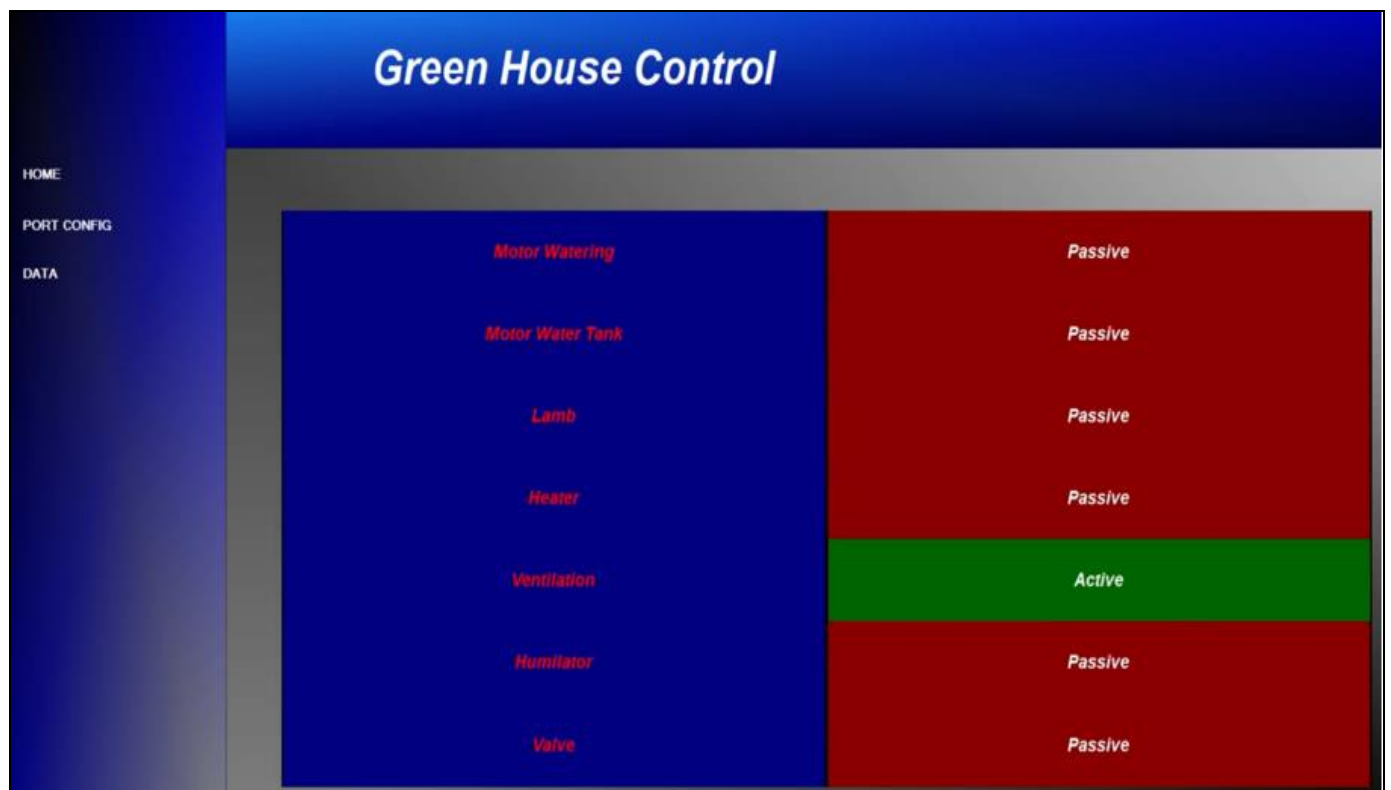 Green House Control
HOME
PORT CONFIG
DATA
Motor Watering Passive
Motor Water Tank Passive
Lamb Passive
Heater Passive
Ventilation Active
Humilator Passive
Valve Passive